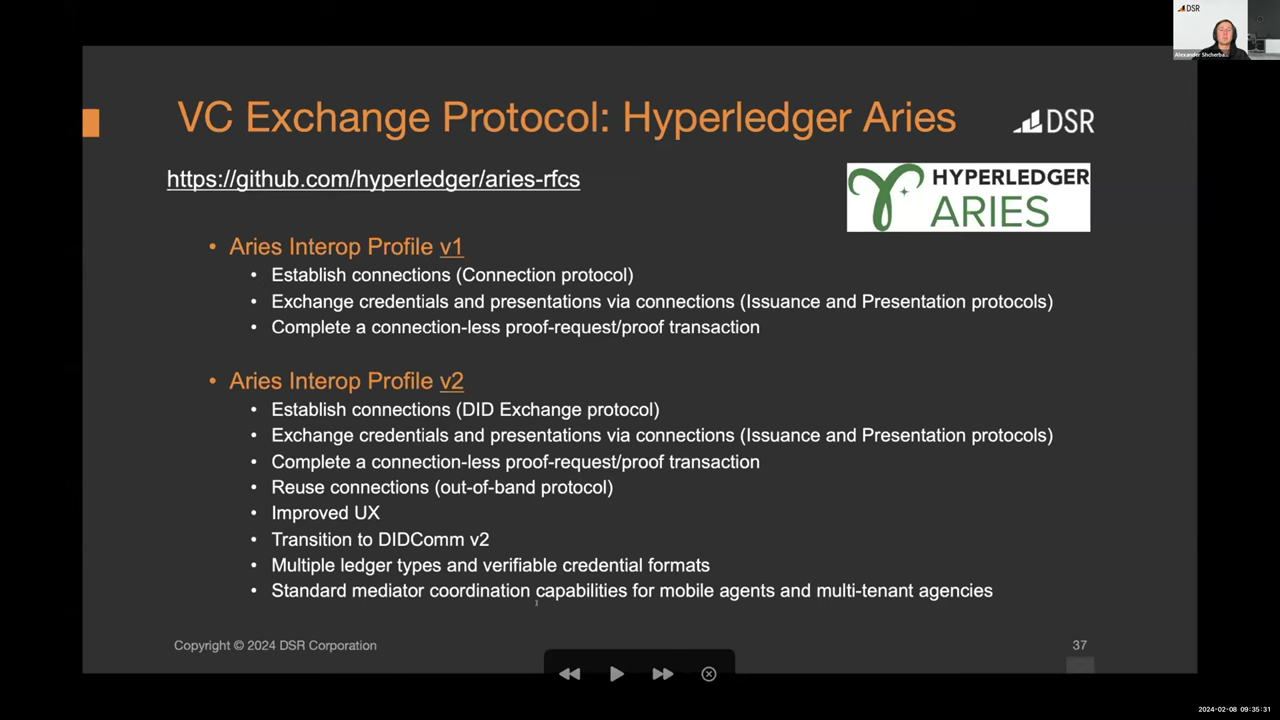 DSR
Alexander Shcherba...
VC Exchange Protocol: Hyperledger Aries
DSR
https://github.com/hyperledger/aries-rfcs
HYPERLEDGER
ARIES
• Aries Interop Profile v1
• Establish connections (Connection protocol)
• Exchange credentials and presentations via connections (Issuance and Presentation protocols)
• Complete a connection-less proof-request/proof transaction
• Aries Interop Profile v2
• Establish connections (DID Exchange protocol)
• Exchange credentials and presentations via connections (Issuance and Presentation protocols)
• Complete a connection-less proof-request/proof transaction
• Reuse connections (out-of-band protocol)
• Improved UX
• Transition to DIDComm v2
• Multiple ledger types and verifiable credential formats
• Standard mediator coordination capabilities for mobile agents and multi-tenant agencies
Copyright © 2024 DSR Corporation
37
2024-02-08 09:35:31